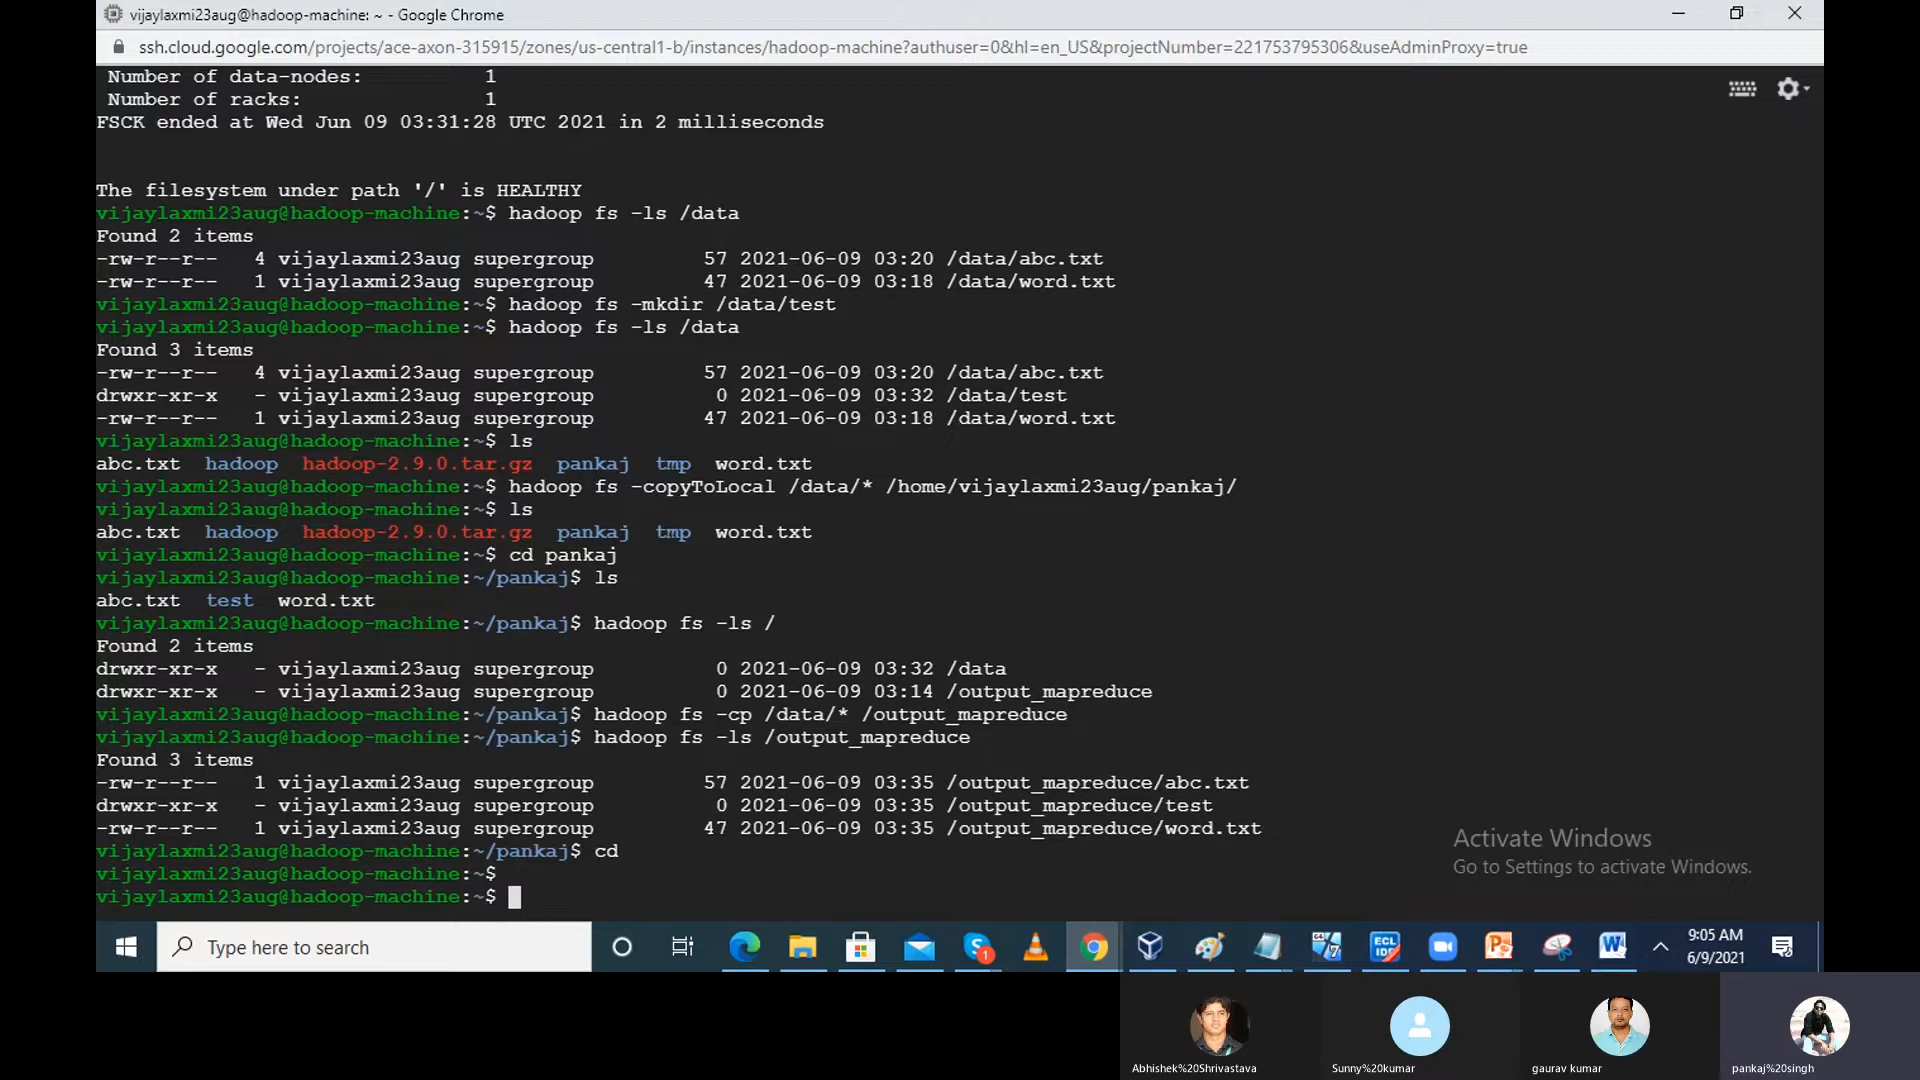 vijaylaxmi23aug@hadoop-machine: ~ - Google Chrome
ssh.cloud.google.com/projects/ace-axon-315915/zones/us-central1-b/instances/hadoop-machine?authuser=0&hl=en_US&projectNumber=221753795306&useAdminProxy=true
Number of data-nodes: 1
Number of racks: 1
FSCK ended at Wed Jun 09 03:31:28 UTC 2021 in 2 milliseconds
The filesystem under path '/' is HEALTHY
vijaylaxmi23aug@hadoop-machine:~$ hadoop fs -ls /data
Found 2 items
-rw-r--r-- 4 vijaylaxmi23aug supergroup 57 2021-06-09 03:20 /data/abc.txt
-rw-r--r-- 1 vijaylaxmi23aug supergroup 47 2021-06-09 03:18 /data/word.txt
vijaylaxmi23aug@hadoop-machine:~$ hadoop fs -mkdir /data/test
vijaylaxmi23aug@hadoop-machine:~$ hadoop fs -ls /data
Found 3 items
-rw-r--r-- 4 vijaylaxmi23aug supergroup 57 2021-06-09 03:20 /data/abc.txt
drwxr-xr-x - vijaylaxmi23aug supergroup 0 2021-06-09 03:32 /data/test
-rw-r--r-- 1 vijaylaxmi23aug supergroup 47 2021-06-09 03:18 /data/word.txt
vijaylaxmi23aug@hadoop-machine:~$ ls
abc.txt hadoop hadoop-2.9.0.tar.gz pankaj tmp word.txt
vijaylaxmi23aug@hadoop-machine:~$ hadoop fs -copyToLocal /data/* /home/vijaylaxmi23aug/pankaj/
vijaylaxmi23aug@hadoop-machine:~$ ls
abc.txt hadoop hadoop-2.9.0.tar.gz pankaj tmp word.txt
vijaylaxmi23aug@hadoop-machine:~$ cd pankaj
vijaylaxmi23aug@hadoop-machine:~/pankaj$ ls
abc.txt test word.txt
vijaylaxmi23aug@hadoop-machine:~/pankaj$ hadoop fs -ls /
Found 2 items
drwxr-xr-x - vijaylaxmi23aug supergroup 0 2021-06-09 03:32 /data
drwxr-xr-x - vijaylaxmi23aug supergroup 0 2021-06-09 03:14 /output_mapreduce
vijaylaxmi23aug@hadoop-machine:~/pankaj$ hadoop fs -cp /data/* /output_mapreduce
vijaylaxmi23aug@hadoop-machine:~/pankaj$ hadoop fs -ls /output_mapreduce
Found 3 items
-rw-r--r-- 1 vijaylaxmi23aug supergroup 57 2021-06-09 03:35 /output_mapreduce/abc.txt
drwxr-xr-x - vijaylaxmi23aug supergroup 0 2021-06-09 03:35 /output_mapreduce/test
-rw-r--r-- 1 vijaylaxmi23aug supergroup 47 2021-06-09 03:35 /output_mapreduce/word.txt
vijaylaxmi23aug@hadoop-machine:~/pankaj$ cd
vijaylaxmi23aug@hadoop-machine:~$
vijaylaxmi23aug@hadoop-machine:~$
Activate Windows
Go to Settings to activate Windows.
Type here to search
1
ECL
IDE
9:05 AM
6/9/2021
Abhishek%20Shrivastava
Sunny%20kumar
gaurav kumar
pankaj%20singh